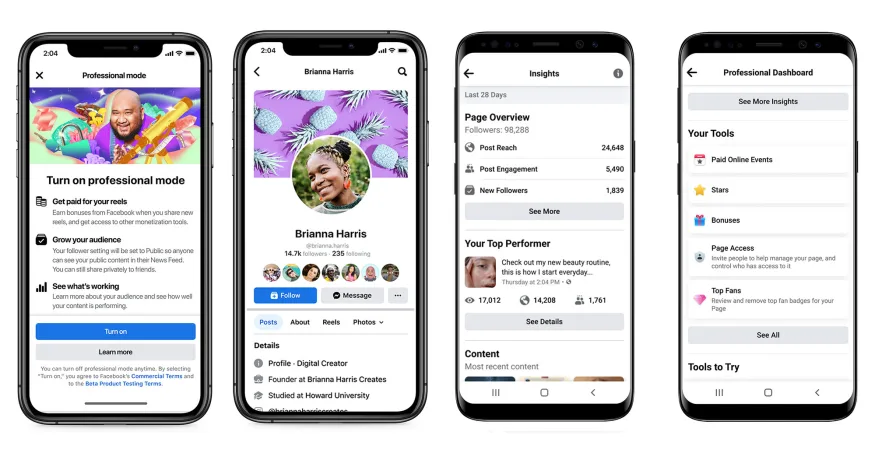 2:04
Professional mode
Turn on professional mode
Get paid for your reels
Earn bonuses from Facebook when you share new
reels, and get access to other monetization tools.
Grow your audience
Your follower setting will be set to Public so anyone
can see your public content in their News Feed.
You can still share privately to friends.
See what's working
Learn more about your audience and see how well
your content is performing.
Turn on
Learn more
You can turn off professional mode anytime. By selecting
"Turn on," you agree to Facebook's Commercial Terms and
to the Beta Product Testing Terms.
2:04
Brianna Harris
Brianna Harris
@brianna.harris
14.7k followers · 235 following
Follow
Message
Posts
About
Reels
Photos
Details
Profile · Digital Creator
Founder at Brianna Harris Creates
Studied at Howard University
@briannaharriscreates
Insights
Last 28 Days
Page Overview
Followers: 98,288
Post Reach 24,648
Post Engagement 5,490
New Followers 1,839
See More
Your Top Performer
Check out my new beauty routine,
this is how I start everyday...
Thursday at 2:04 PM ·
17,012 14,208 1,761
See Details
Content
Most recent content
Professional Dashboard
See More Insights
Your Tools
Paid Online Events
Stars
Bonuses
Page Access
Invite people to help manage your page, and
control who has access to it
Top Fans
Review and remove top fan badges for your
Page
See All
Tools to Try